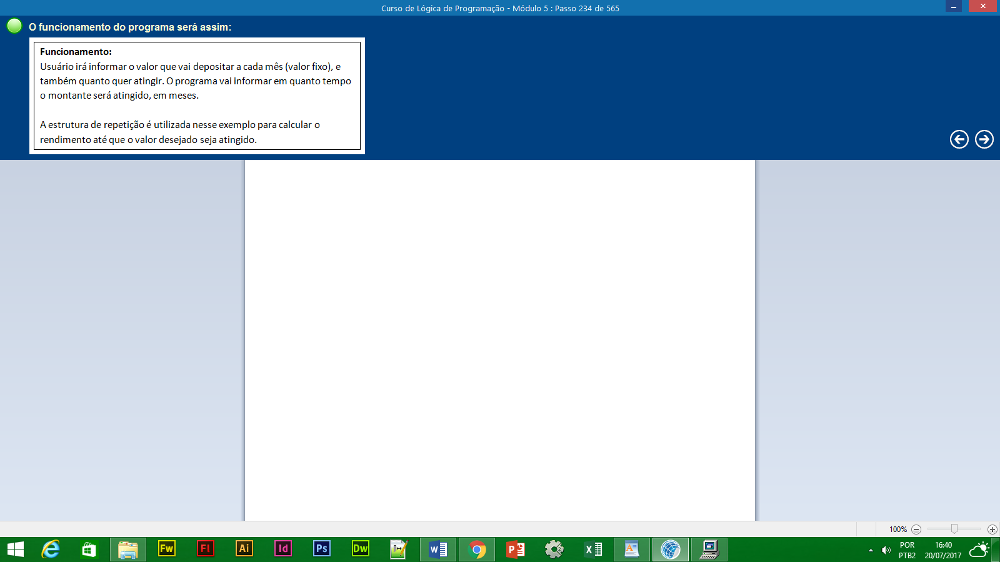 Curso de Lógica de Programação - Módulo 5 : Passo 234 de 565
O funcionamento do programa será assim:
Funcionamento:
Usuário irá informar o valor que vai depositar a cada mês (valor fixo), e
também quanto quer atingir. O programa vai informar em quanto tempo
o montante será atingido, em meses.
A estrutura de repetição é utilizada nesse exemplo para calcular o
rendimento até que o valor desejado seja atingido.
100%
Fw Fl Ai Id Ps Dw n++ W P X A
POR 16:40
PTB2 20/07/2017